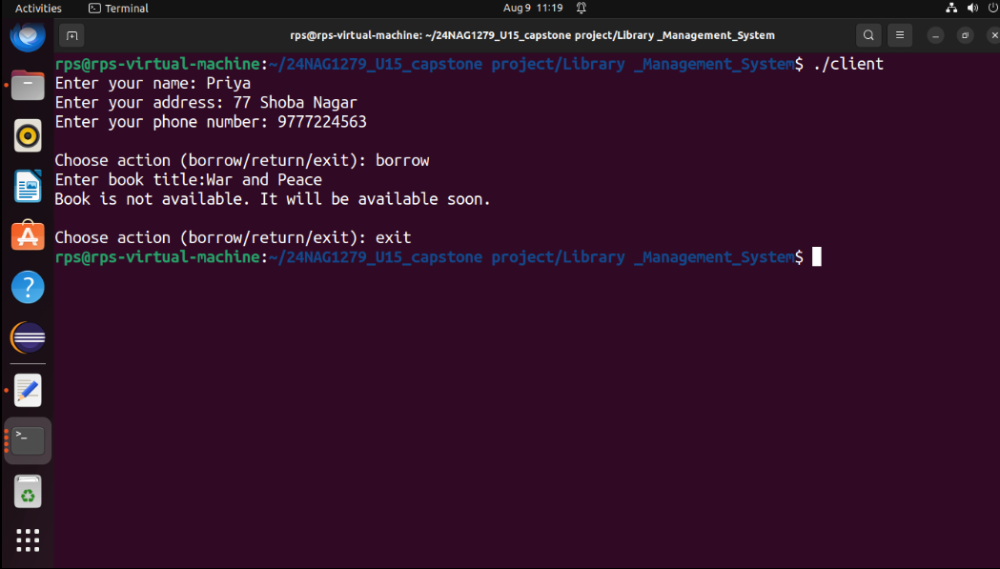 Activities Terminal Aug 9 11:19
rps@rps-virtual-machine: ~/24NAG1279_U15_capstone project/Library _Management_System
rps@rps-virtual-machine:~/24NAG1279_U15_capstone project/Library _Management_System$ ./client
Enter your name: Priya
Enter your address: 77 Shoba Nagar
Enter your phone number: 9777224563
Choose action (borrow/return/exit): borrow
Enter book title:War and Peace
Book is not available. It will be available soon.
Choose action (borrow/return/exit): exit
rps@rps-virtual-machine:~/24NAG1279_U15_capstone project/Library _Management_System$